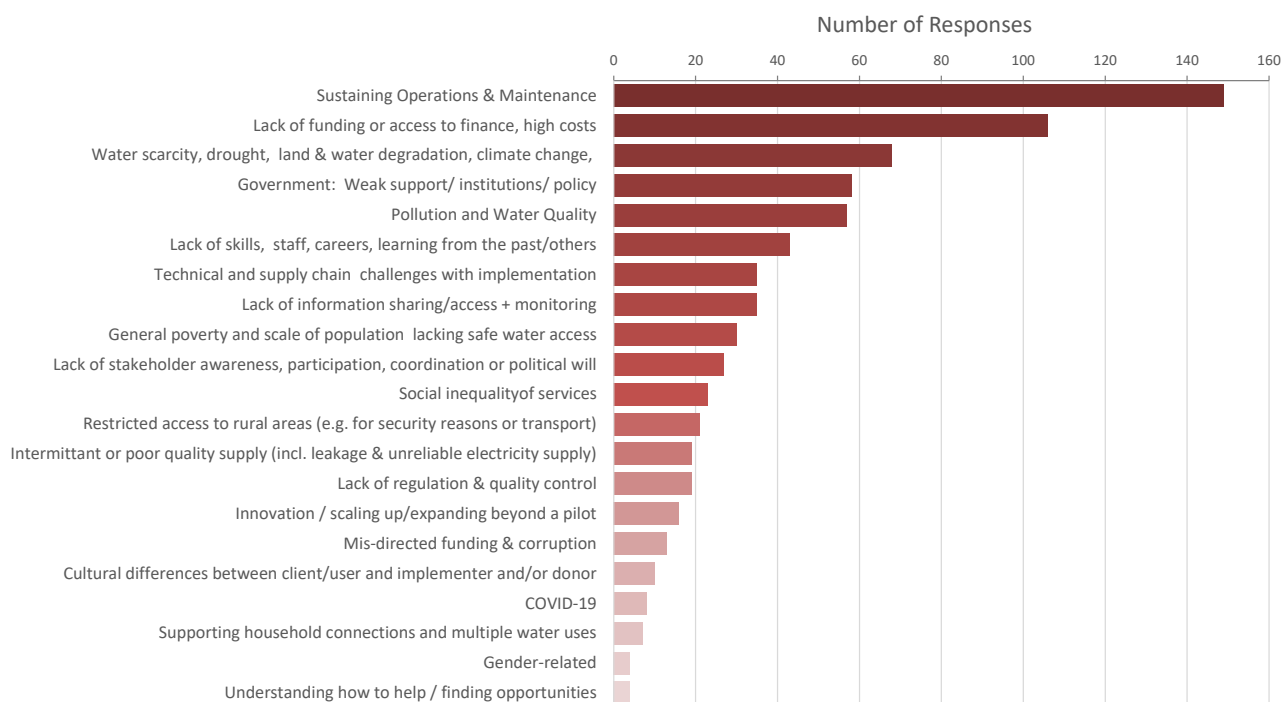 Number of Responses
0 20 40 60 80 100 120 140 160
Sustaining Operations & Maintenance
Lack of funding or access to finance, high costs
Water scarcity, drought, land & water degradation, climate change,
Government: Weak support/ institutions/ policy
Pollution and Water Quality
Lack of skills, staff, careers, learning from the past/others
Technical and supply chain challenges with implementation
Lack of information sharing/access + monitoring
General poverty and scale of population lacking safe water access
Lack of stakeholder awareness, participation, coordination or political will
Social inequalityof services
Restricted access to rural areas (e.g. for security reasons or transport)
Intermittant or poor quality supply (incl. leakage & unreliable electricity supply)
Lack of regulation & quality control
Innovation / scaling up/expanding beyond a pilot
Mis-directed funding & corruption
Cultural differences between client/user and implementer and/or donor
COVID-19
Supporting household connections and multiple water uses
Gender-related
Understanding how to help / finding opportunities